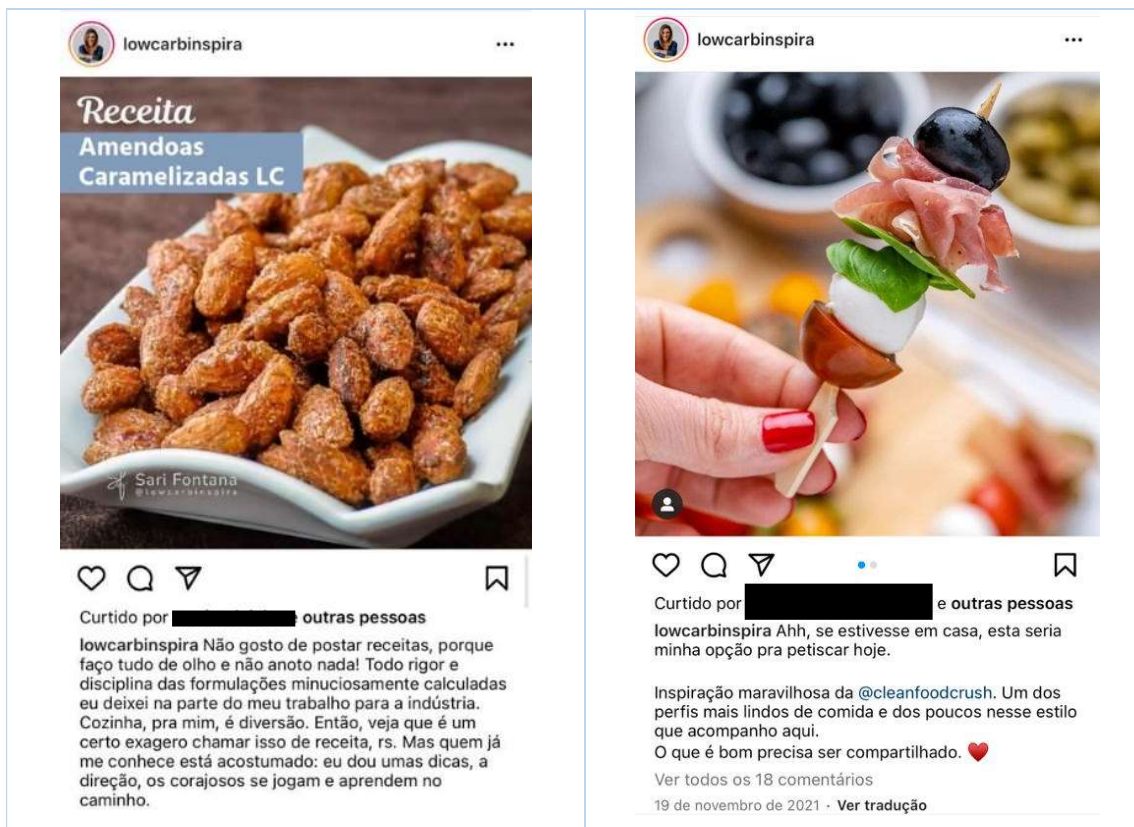 lowcarbinspira
Receita
Amendoas
Caramelizadas LC
Sari Fontana
@lowcarbinspira
Curtido por e outras pessoas
lowcarbinspira Não gosto de postar receitas, porque
faço tudo de olho e não anoto nada! Todo rigor e
disciplina das formulações minuciosamente calculadas
eu deixei na parte do meu trabalho para a indústria.
Cozinha, pra mim, é diversão. Então, veja que é um
certo exagero chamar isso de receita, rs. Mas quem já
me conhece está acostumado: eu dou umas dicas, a
direção, os corajosos se jogam e aprendem no
caminho.
lowcarbinspira
Curtido por e outras pessoas
lowcarbinspira Ahh, se estivesse em casa, esta seria
minha opção pra petiscar hoje.
Inspiração maravilhosa da @cleanfoodcrush. Um dos
perfis mais lindos de comida e dos poucos nesse estilo
que acompanho aqui.
O que é bom precisa ser compartilhado. ♥️
Ver todos os 18 comentários
19 de novembro de 2021 · Ver tradução